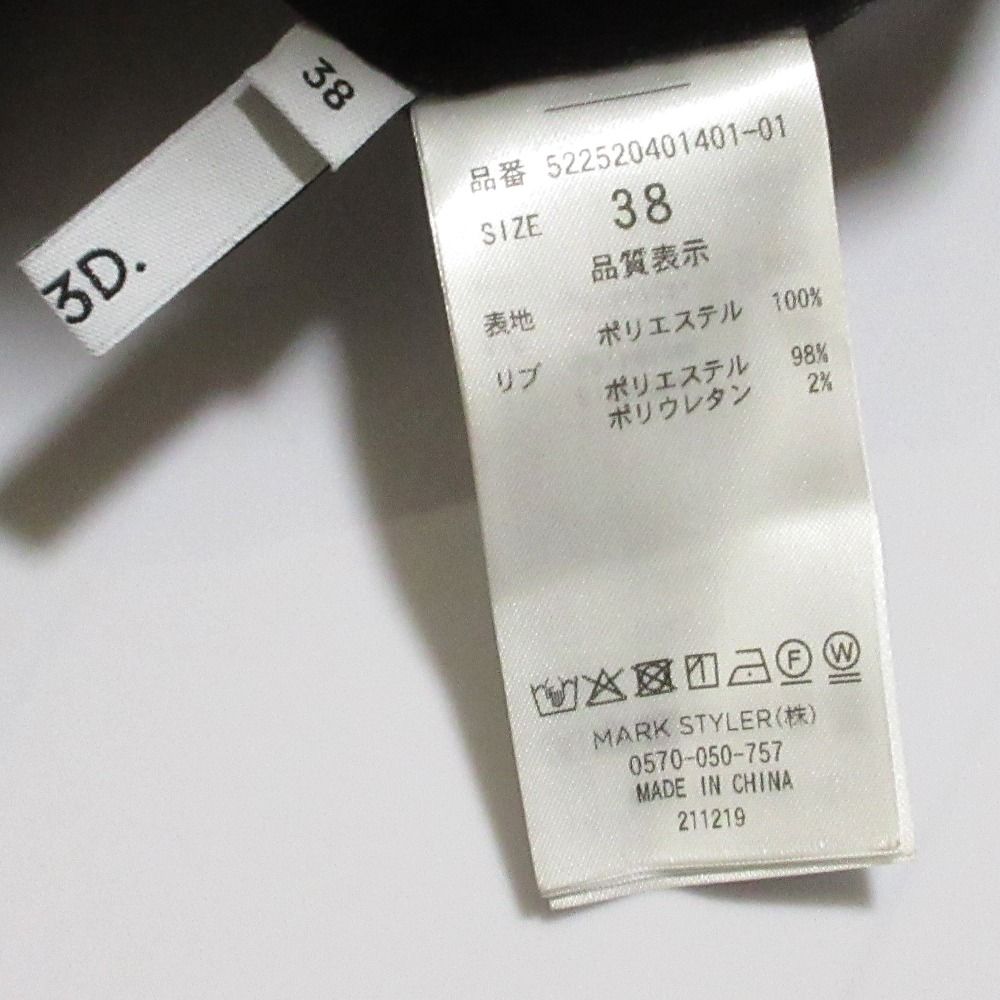 38
3D.
品番 522520401401-01
SIZE 38
品質表示
表地 ポリエステル 100%
リブ ポリエステル 98%
ポリウレタン 2%
F W
MARK STYLER(株)
0570-050-757
MADE IN CHINA
211219